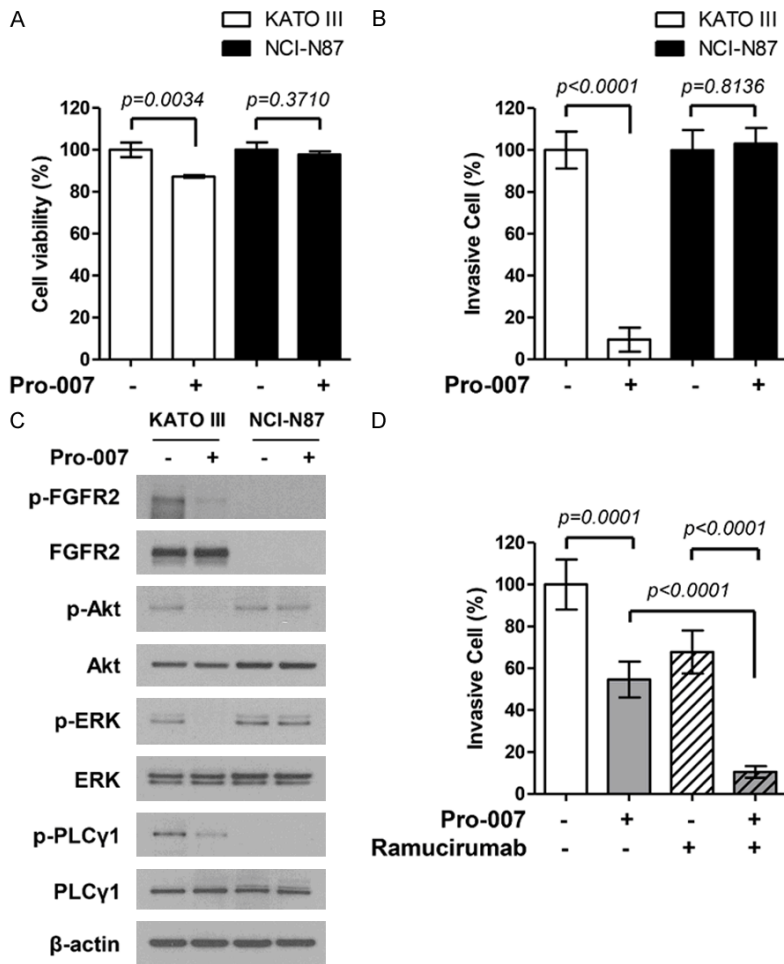 A
KATO III
NCI-N87
p=0.0034
p=0.3710
Cell viability (%)
120
100
80
60
40
20
0
Pro-007 - + - +
B
KATO III
NCI-N87
p<0.0001
p=0.8136
Invasive Cell (%)
120
100
80
60
40
20
0
Pro-007 - + - +
C
KATO III NCI-N87
Pro-007 - + - +
p-FGFR2
FGFR2
p-Akt
Akt
p-ERK
ERK
p-PLCγ1
PLCγ1
β-actin
D
p=0.0001
p<0.0001
p<0.0001
Invasive Cell (%)
120
100
80
60
40
20
0
Pro-007 - + - +
Ramucirumab - - + +